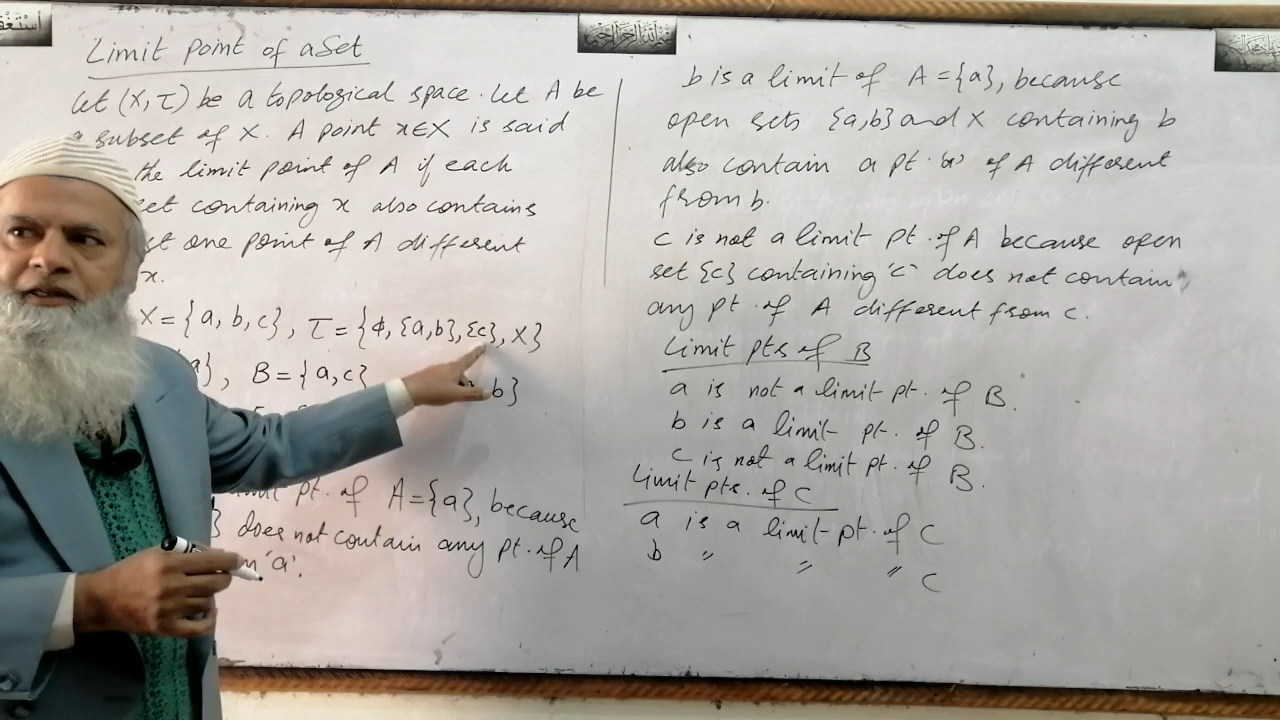 Limit Point of a Set
Let (X, τ) be a topological space. Let A be
a subset of X. A point x∈X is said
the limit point of A if each
set containing x also contains
one point of A different
x.
X = {a, b, c}, τ = {ϕ, {a,b}, {c}, X}
a}, B = {a, c}
b}
pt. of A = {a}, because
} does not contain any pt. of A
'a'.
b is a limit of A = {a}, because
open sets {a,b} and X containing b
also contain a pt. 'a' of A different
from b.
c is not a limit pt. of A because open
set {c} containing 'c' does not contain
any pt. of A different from c.
Limit pts of B
a is not a limit pt. of B.
b is a limit pt. of B.
c is not a limit pt. of B.
Limit pts. of C
a is a limit pt. of C
b " " " C